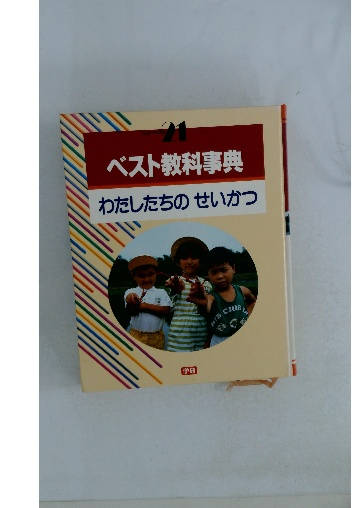 21
ベスト教科事典
わたしたちの せいかつ
学研